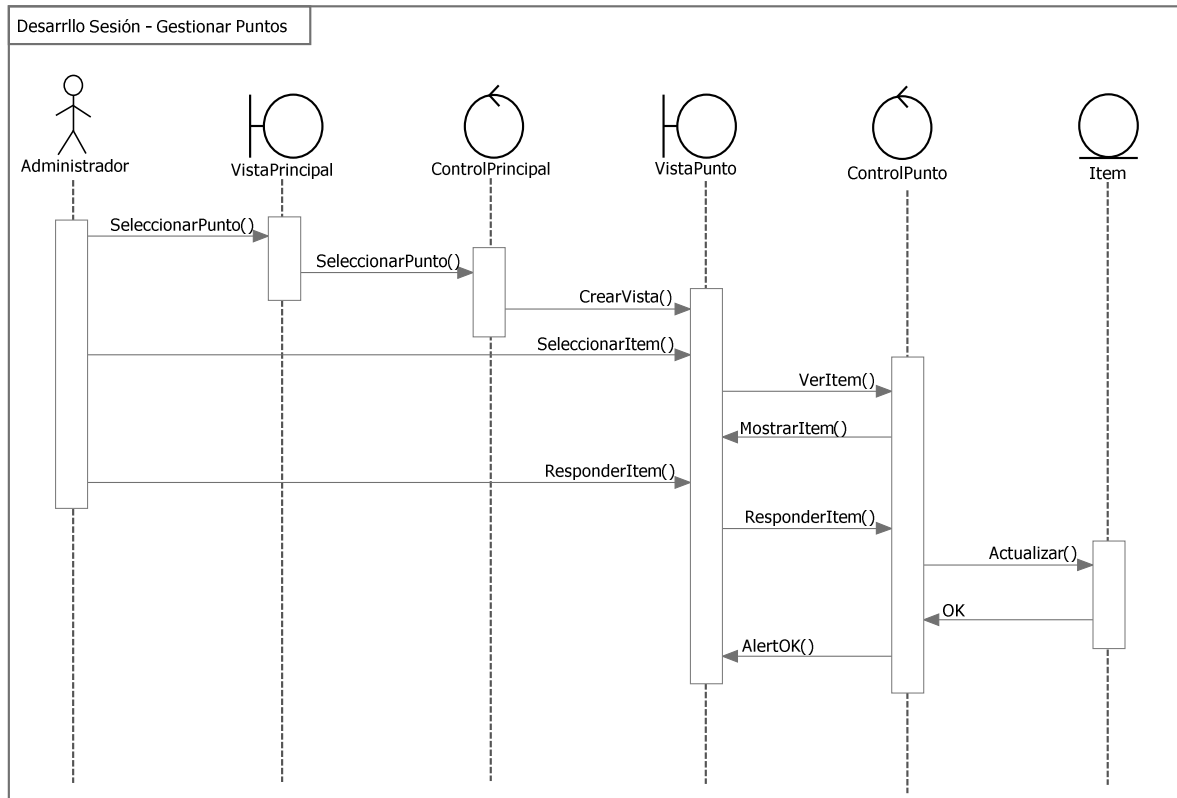 Desarrllo Sesión - Gestionar Puntos
Administrador
VistaPrincipal
ControlPrincipal
VistaPunto
ControlPunto
Item
SeleccionarPunto()
SeleccionarPunto()
CrearVista()
SeleccionarItem()
VerItem()
MostrarItem()
ResponderItem()
ResponderItem()
Actualizar()
OK
AlertOK()